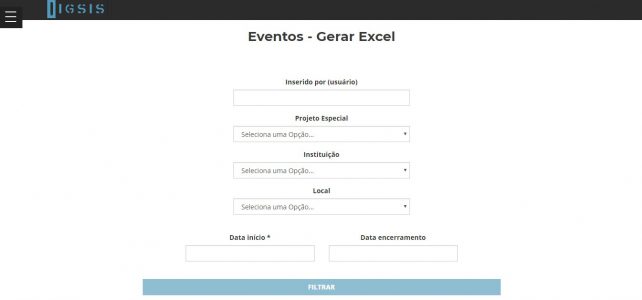 IGSIS
Eventos - Gerar Excel
Inserido por (usuário)
Projeto Especial
Seleciona uma Opção...
Instituição
Seleciona uma Opção...
Local
Seleciona uma Opção...
Data início * Data encerramento
FILTRAR